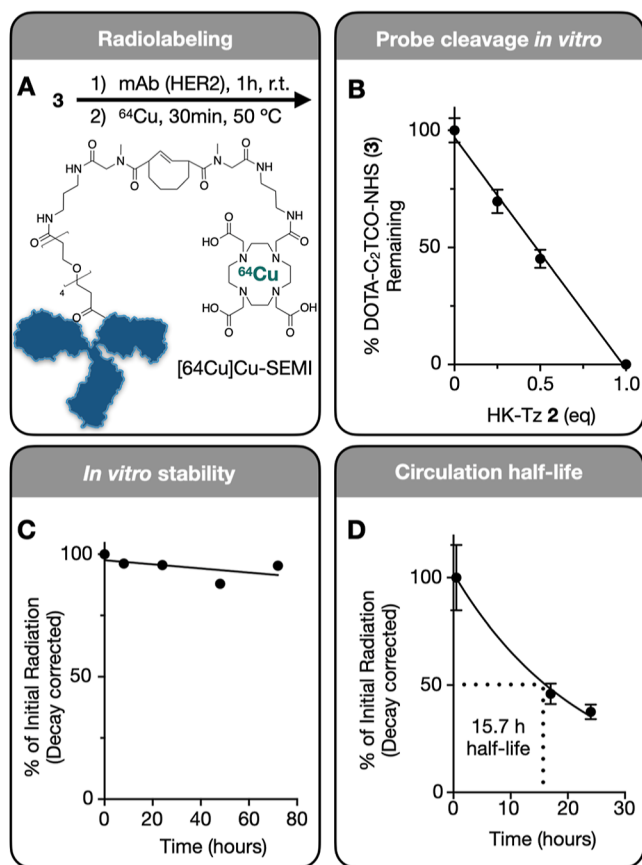 Radiolabeling
A
3
1) mAb (HER2), 1h, r.t.
2) ⁶⁴Cu, 30min, 50 ºC
O
N
O
O
N
O
HN
HN
HN
NH
O
O
O
HO
O
N
N
⁶⁴Cu
N
N
HO
O
O
OH
O
4
O
[64Cu]Cu-SEMI
Probe cleavage in vitro
B
% DOTA-C₂TCO-NHS (3)
Remaining
100
50
0
0
0.5
1.0
HK-Tz 2 (eq)
In vitro stability
C
% of Initial Radiation
(Decay corrected)
100
50
0
0
20
40
60
80
Time (hours)
Circulation half-life
D
% of Initial Radiation
(Decay corrected)
100
50
0
15.7 h
half-life
0
10
20
30
Time (hours)